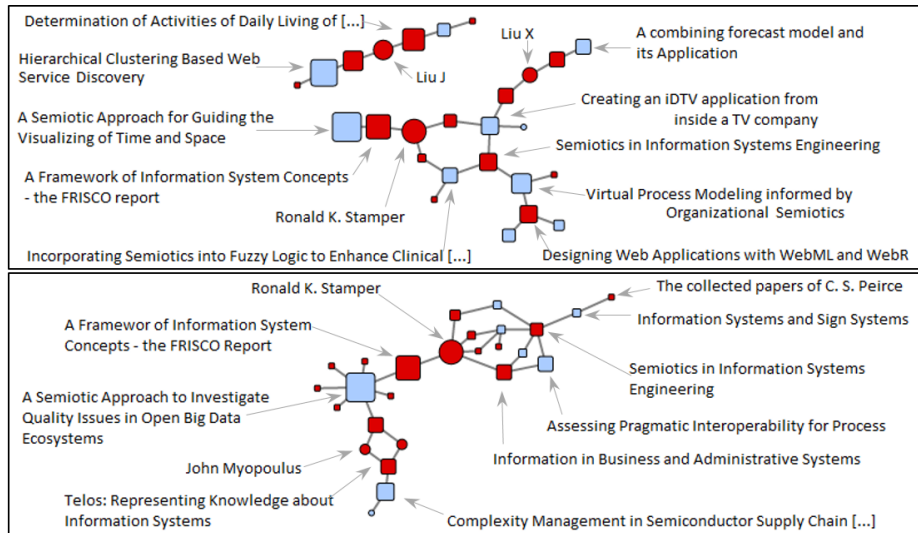 Determination of Activities of Daily Living of [...]
Liu X
A combining forecast model and
its Application
Hierarchical Clustering Based Web
Service Discovery
Liu J
Creating an iDTV application from
inside a TV company
A Semiotic Approach for Guiding the
Visualizing of Time and Space
Semiotics in Information Systems Engineering
A Framework of Information System Concepts
- the FRISCO report
Virtual Process Modeling informed by
Organizational Semiotics
Ronald K. Stamper
Incorporating Semiotics into Fuzzy Logic to Enhance Clinical [...]
Designing Web Applications with WebML and WebR
Ronald K. Stamper
The collected papers of C. S. Peirce
Information Systems and Sign Systems
A Framewor of Information System
Concepts - the FRISCO Report
Semiotics in Information Systems
Engineering
A Semiotic Approach to Investigate
Quality Issues in Open Big Data
Ecosystems
Assessing Pragmatic Interoperability for Process
Information in Business and Administrative Systems
John Myopoulus
Telos: Representing Knowledge about
Information Systems
Complexity Management in Semiconductor Supply Chain [...]